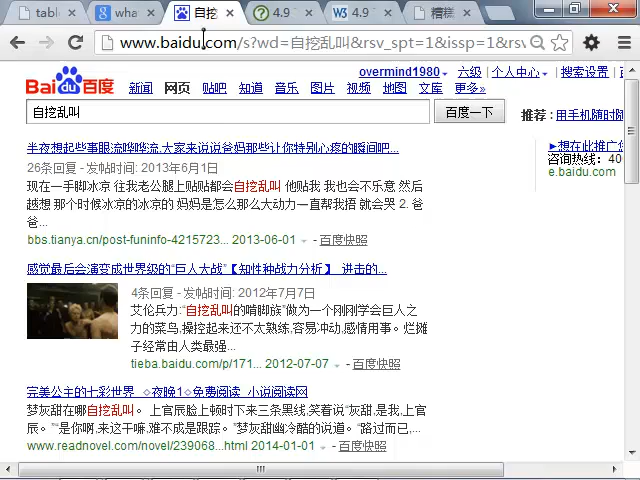 table wha 自挖 4.9 W3 4.9 糟糕
www.baidu.com/s?wd=自挖乱叫&rsv_spt=1&issp=1&rsv
overmind1980 六级 | 个人中心 | 搜索设置 |
Bai du 百度 新闻 网页 贴吧 知道 音乐 图片 视频 地图 文库 更多»
自挖乱叫 百度一下 推荐：用手机随时随
半夜想起些事眼流哗哗流,大家来说说爸妈那些让你特别心疼的瞬间吧...
26条回复 - 发帖时间: 2013年6月1日
现在一手脚冰凉 往我老公腿上贴贴都会自挖乱叫 他贴我 我也会不乐意 然后
越想 那个时候冰凉的冰凉的 妈妈是怎么那么大动力一直帮我捂 就会哭 2. 爸
爸...
bbs.tianya.cn/post-funinfo-4215723... 2013-06-01 - 百度快照
►想在此推广
咨询热线：40
e.baidu.com
感觉最后会演变成世界级的“巨人大战”【知性种战力分析】_进击的...
4条回复 - 发帖时间: 2012年7月7日
艾伦兵力:“自挖乱叫的啃脚族”做为一个刚刚学会巨人之
力的菜鸟,操控起来还不太熟练,容易冲动,感情用事。烂摊
子经常由人类最强...
tieba.baidu.com/p/171... 2012-07-07 - 百度快照
完美公主的七彩世界_◇夜晚1◇免费阅读_小说阅读网
梦灰甜在哪自挖乱叫。 上官辰脸上顿时下来三条黑线,笑着说“灰甜,是我,上官
辰。”“是你啊,来这干嘛,难不成是跟踪。”梦灰甜幽冷酷的说道。“路过而已,...
www.readnovel.com/novel/239068...html 2014-01-01 - 百度快照